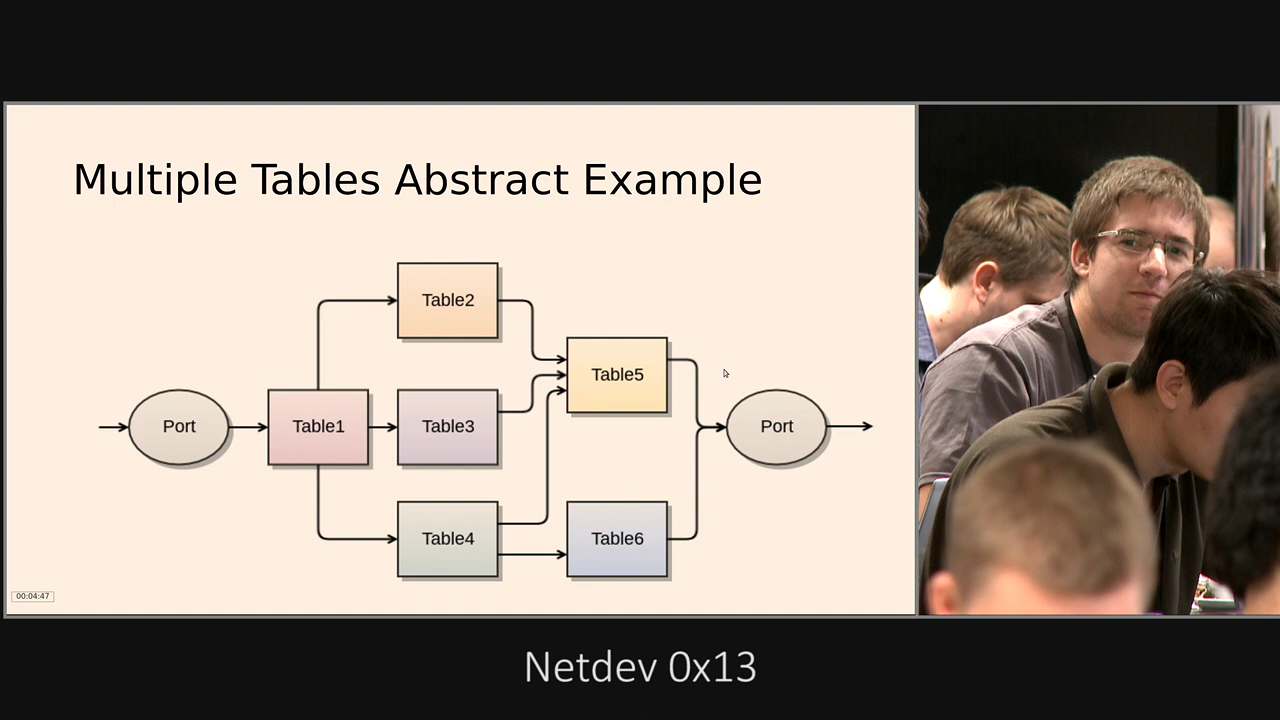 Multiple Tables Abstract Example
Table2
Table5
Port
Table1
Table3
Port
Table4
Table6
00:04:47
Netdev 0x13